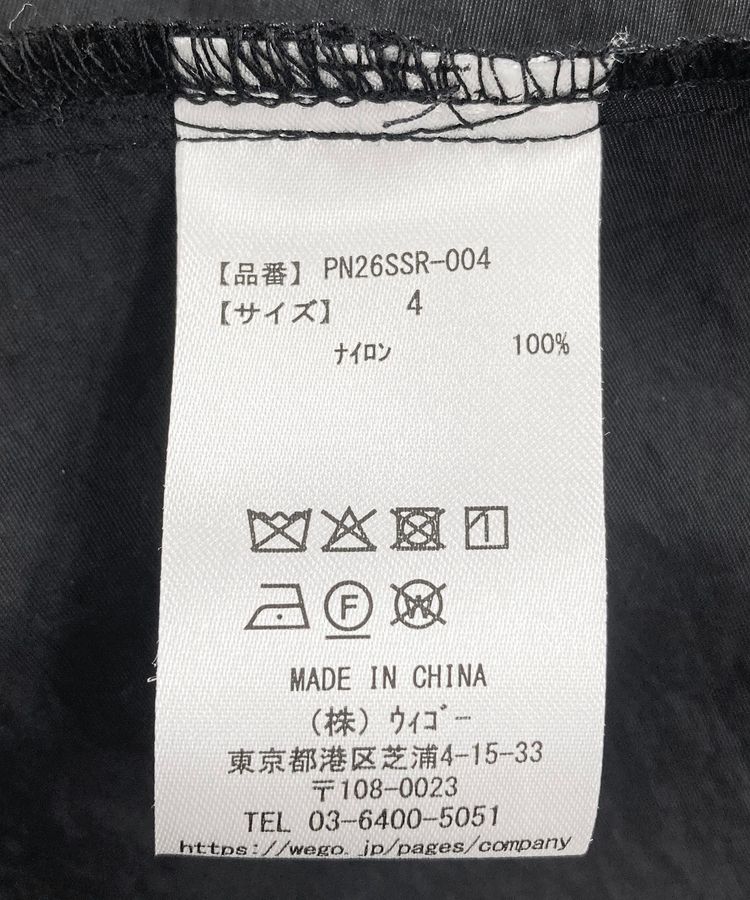 【品番】 PN26SSR-004
【サイズ】 4
ナイロン 100%
F W
MADE IN CHINA
(株) ウィゴー
東京都港区芝浦4-15-33
〒108-0023
TEL 03-6400-5051
https://wego.jp/pages/company